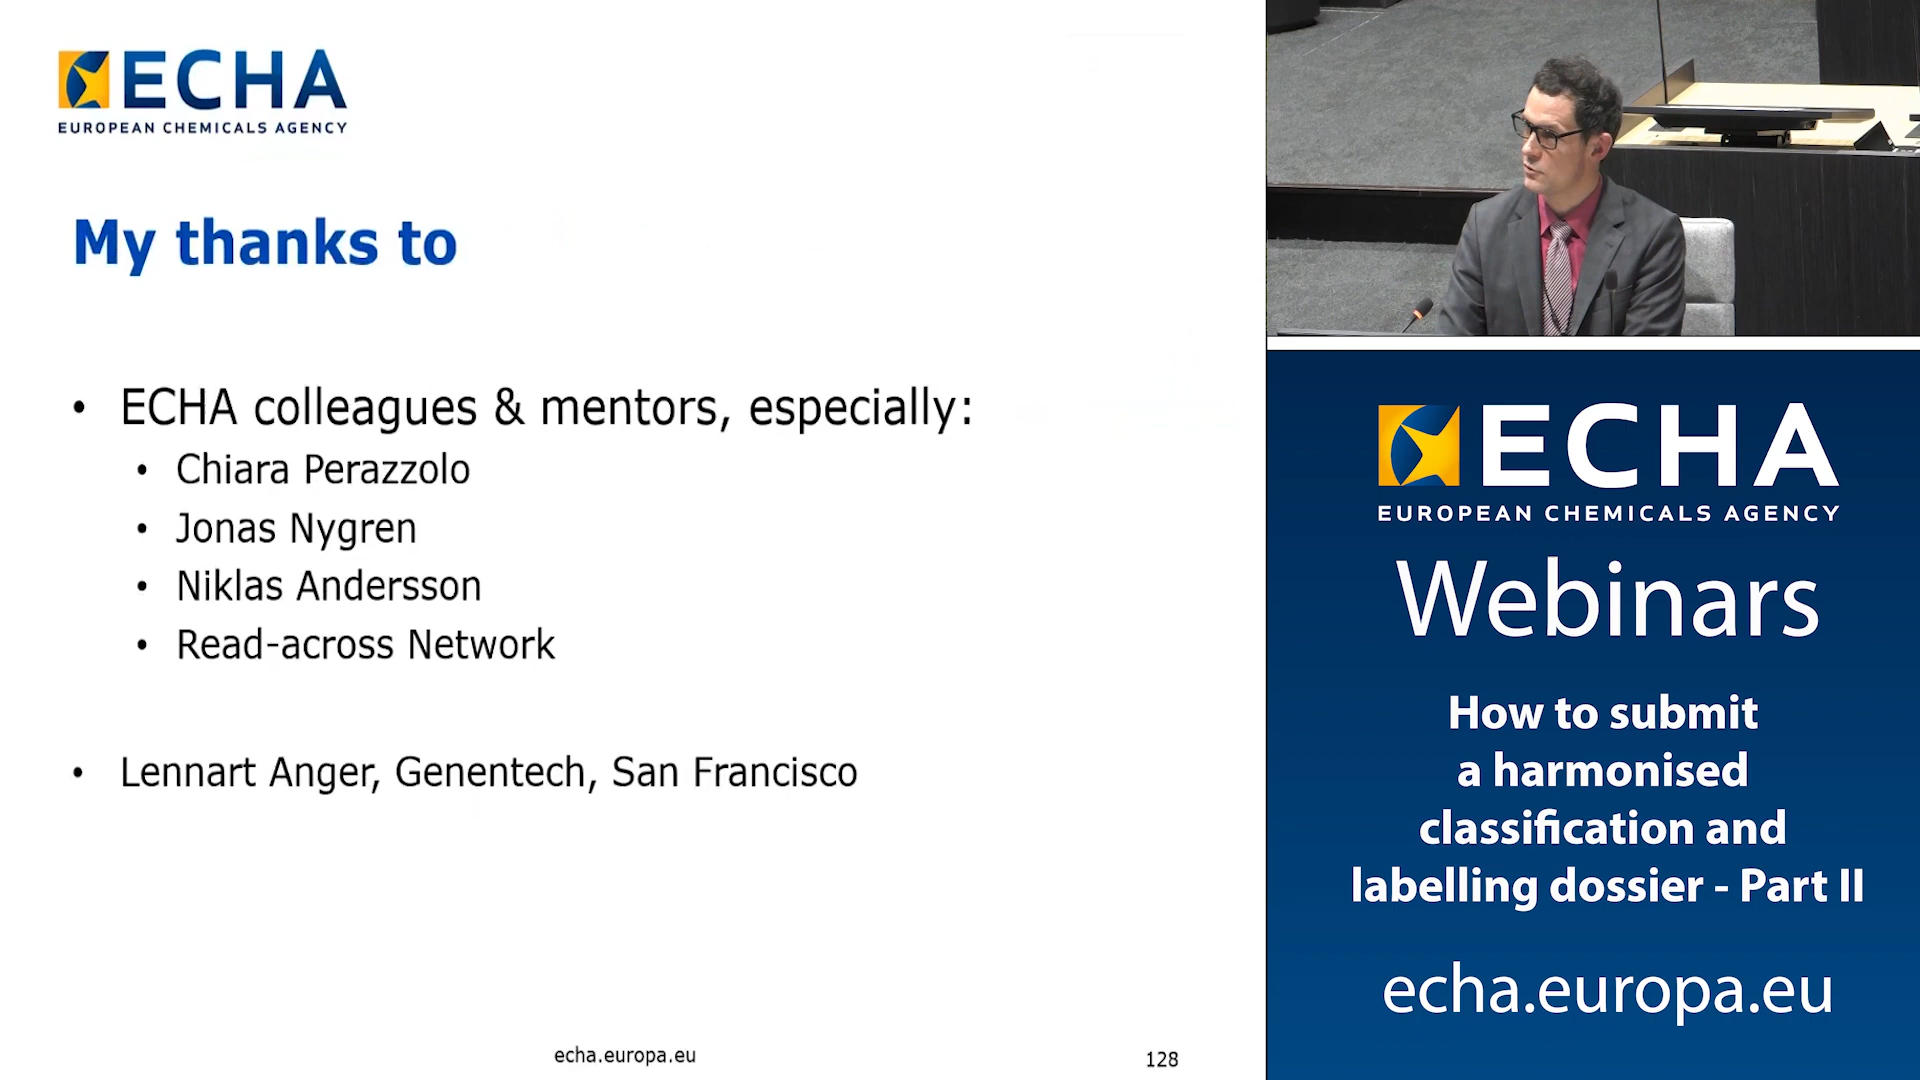 ECHA
EUROPEAN CHEMICALS AGENCY
My thanks to
• ECHA colleagues & mentors, especially:
• Chiara Perazzolo
• Jonas Nygren
• Niklas Andersson
• Read-across Network
• Lennart Anger, Genentech, San Francisco
echa.europa.eu
128
ECHA
EUROPEAN CHEMICALS AGENCY
Webinars
How to submit
a harmonised
classification and
labelling dossier - Part II
echa.europa.eu